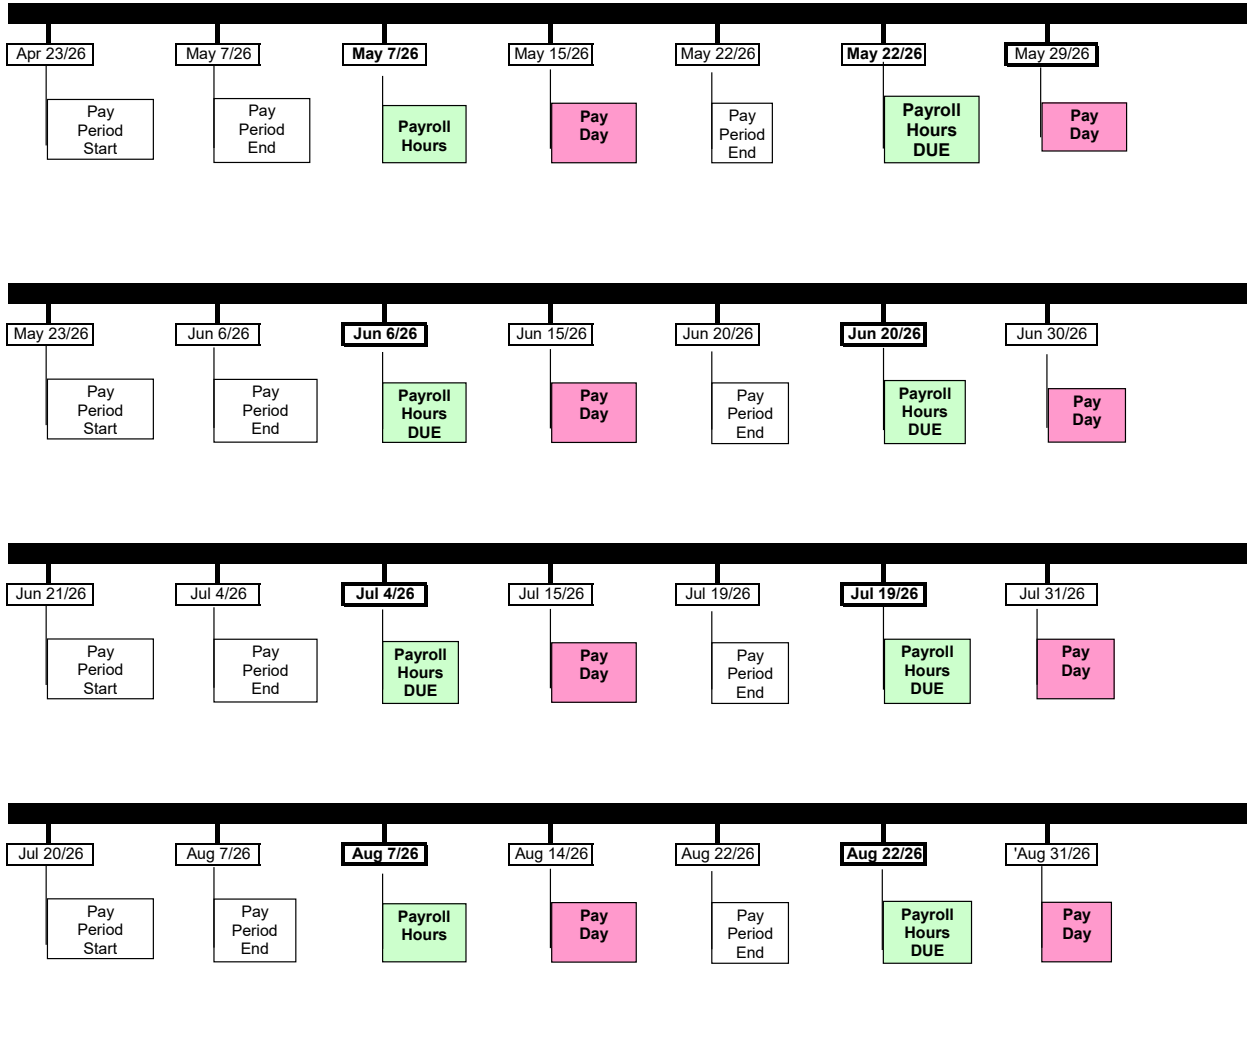 Apr 23/26 May 7/26 May 7/26 May 15/26 May 22/26 May 22/26 May 29/26
Pay
Period
Start
Pay
Period
End
Payroll
Hours
Pay
Day
Pay
Period
End
Payroll
Hours
DUE
Pay
Day
May 23/26 Jun 6/26 Jun 6/26 Jun 15/26 Jun 20/26 Jun 20/26 Jun 30/26
Pay
Period
Start
Pay
Period
End
Payroll
Hours
DUE
Pay
Day
Pay
Period
End
Payroll
Hours
DUE
Pay
Day
Jun 21/26 Jul 4/26 Jul 4/26 Jul 15/26 Jul 19/26 Jul 19/26 Jul 31/26
Pay
Period
Start
Pay
Period
End
Payroll
Hours
DUE
Pay
Day
Pay
Period
End
Payroll
Hours
DUE
Pay
Day
Jul 20/26 Aug 7/26 Aug 7/26 Aug 14/26 Aug 22/26 Aug 22/26 'Aug 31/26
Pay
Period
Start
Pay
Period
End
Payroll
Hours
Pay
Day
Pay
Period
End
Payroll
Hours
DUE
Pay
Day